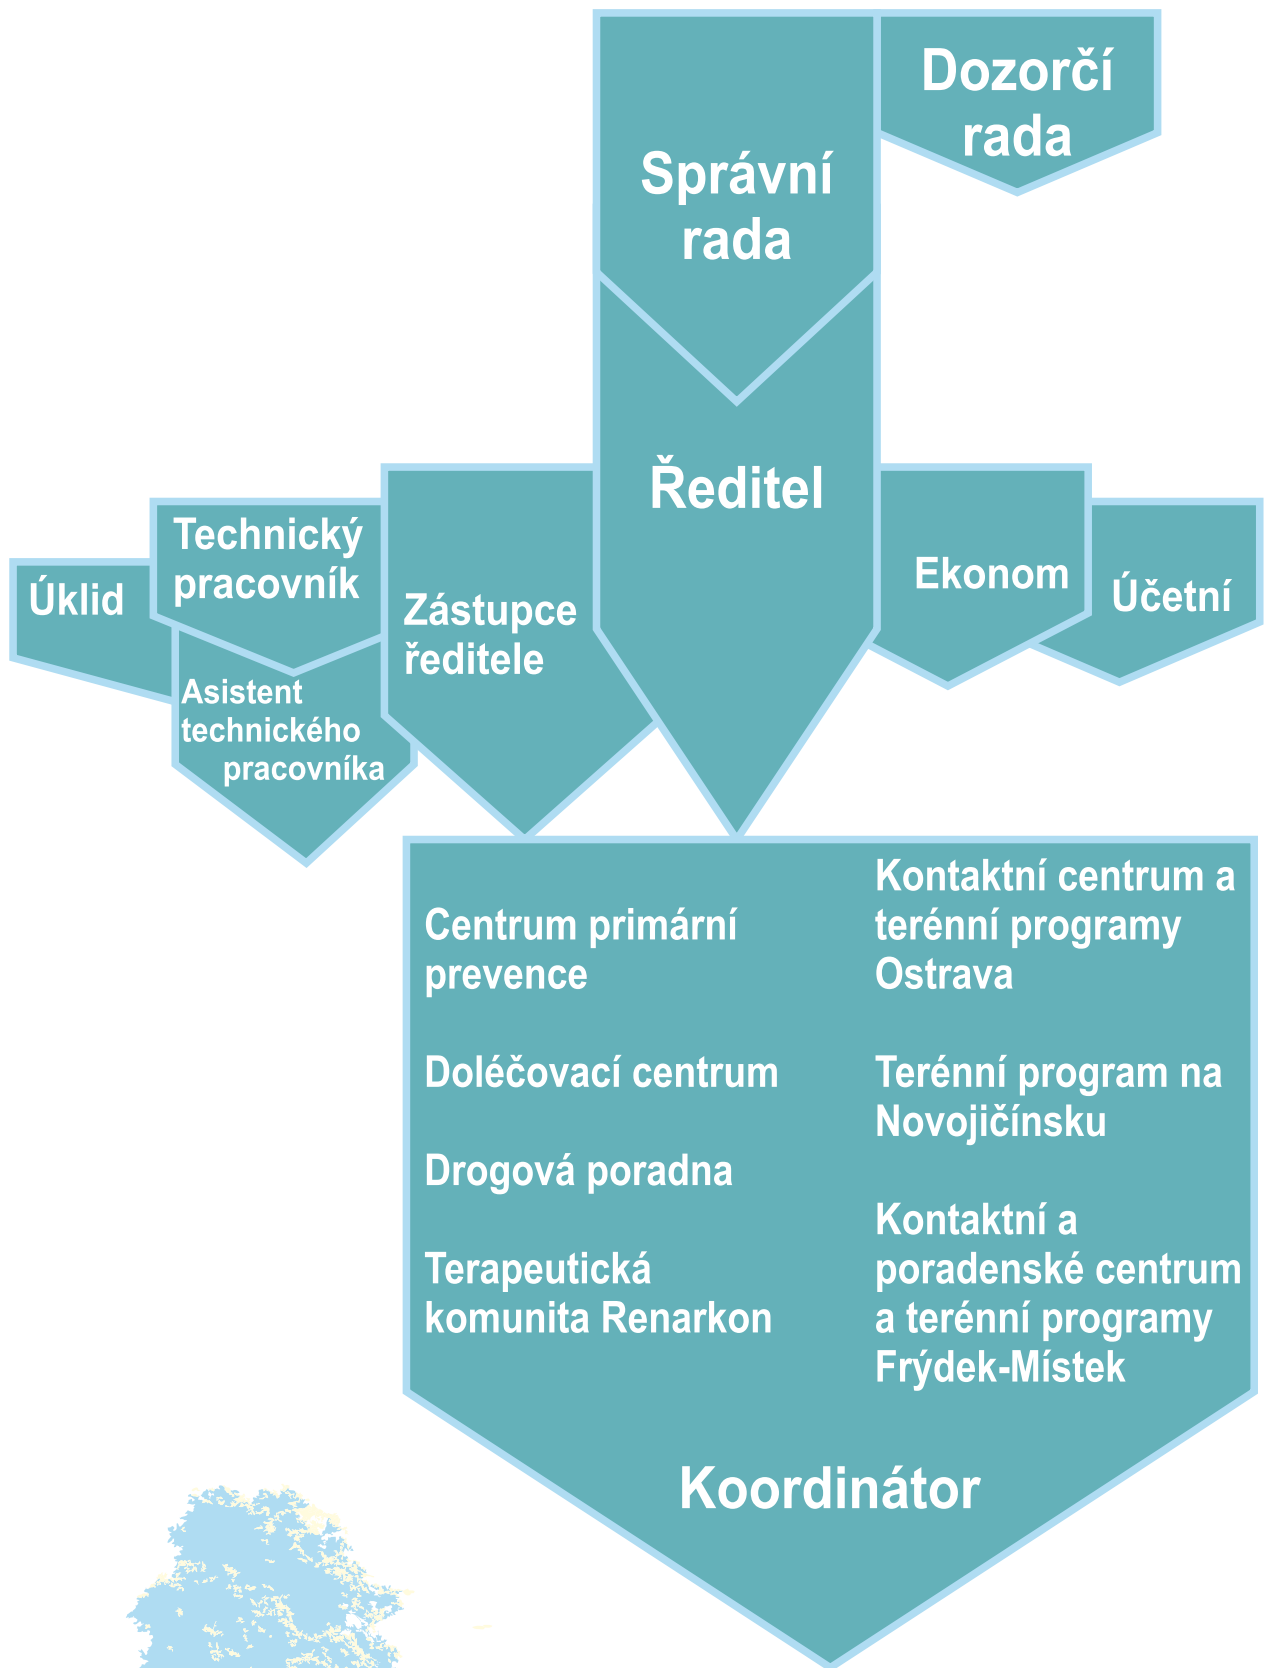 Dozorčí
rada
Správní
rada
Ředitel
Technický
pracovník
Úklid
Zástupce
ředitele
Ekonom
Účetní
Asistent
technického
pracovníka
Centrum primární
prevence
Doléčovací centrum
Drogová poradna
Terapeutická
komunita Renarkon
Kontaktní centrum a
terénní programy
Ostrava
Terénní program na
Novojičínsku
Kontaktní a
poradenské centrum
a terénní programy
Frýdek-Místek
Koordinátor